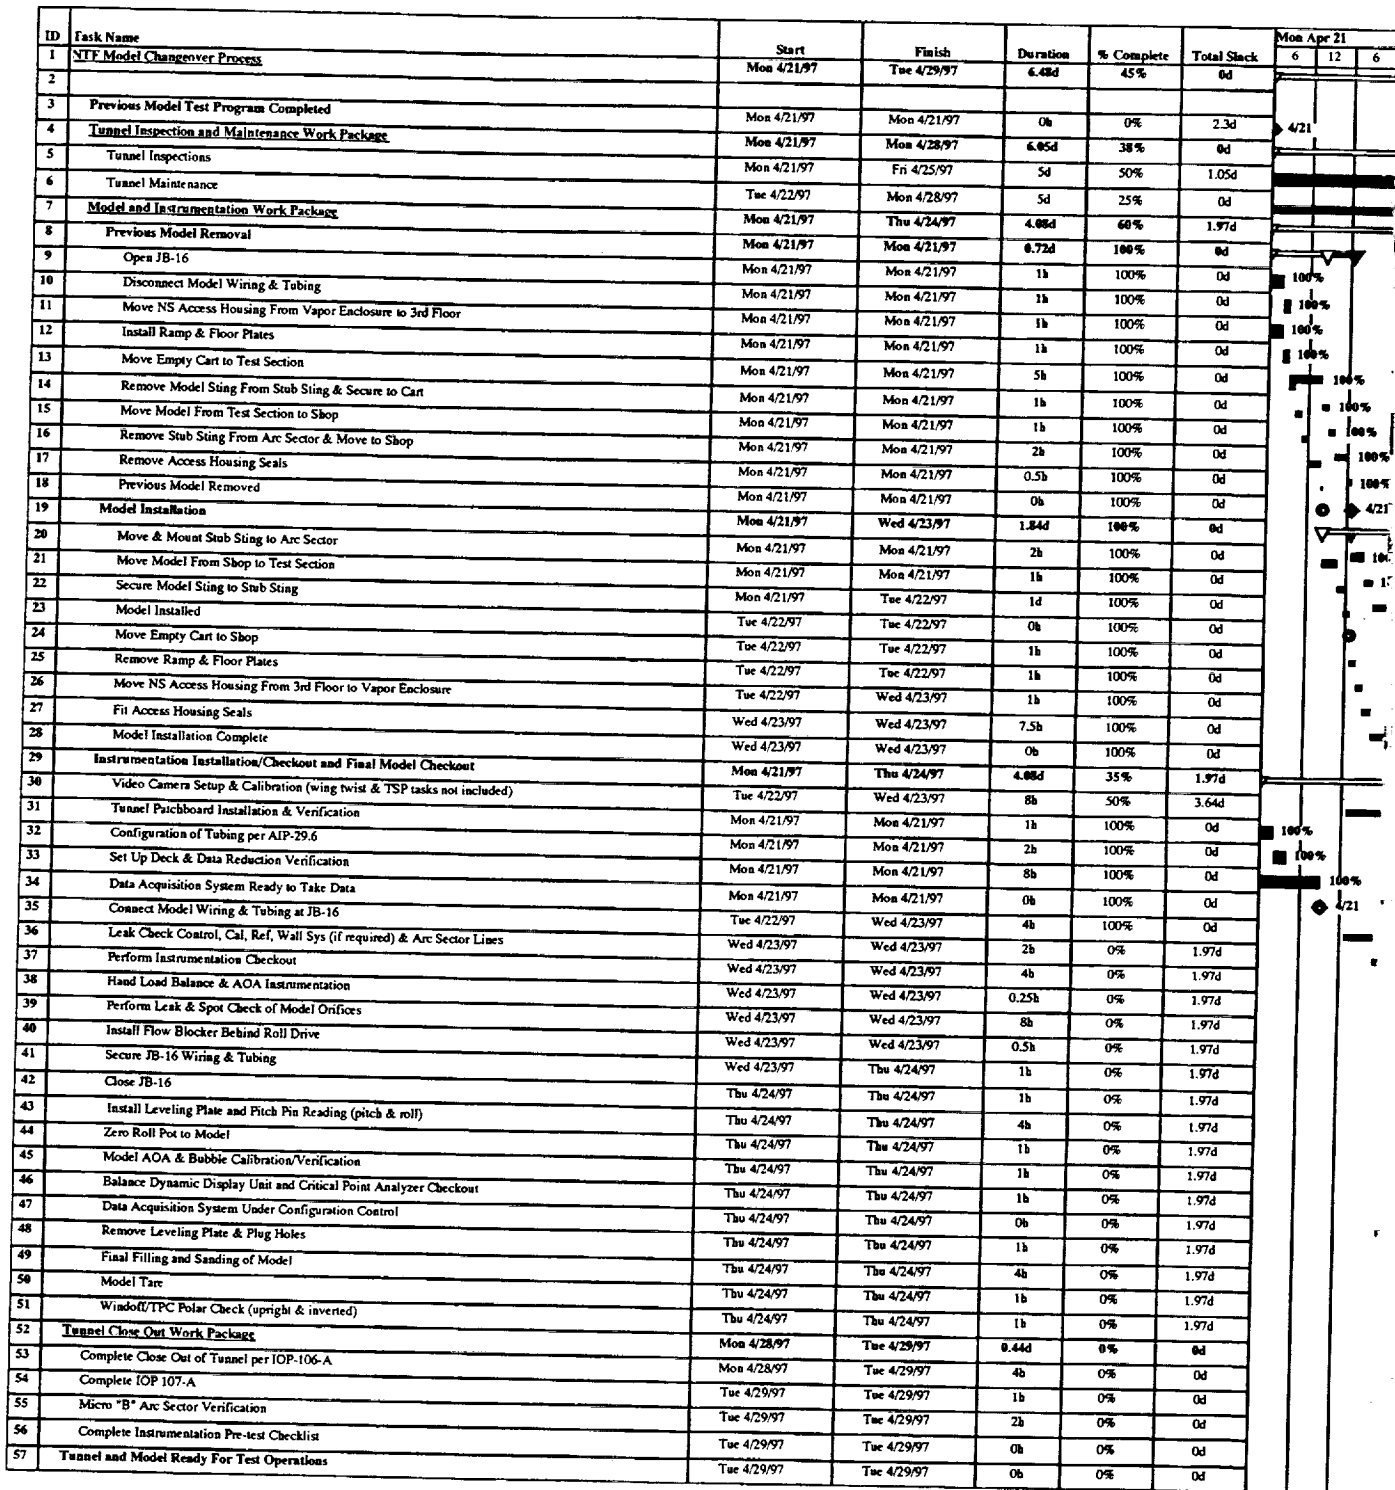 ID Task Name Start Finish Duration % Complete Total Slack Mon Apr 21
6 12 6
1 NTF Model Changeover Process Mon 4/21/97 Tue 4/29/97 6.48d 45% 0d
2
3 Previous Model Test Program Completed Mon 4/21/97 Mon 4/21/97 0h 0% 2.3d 4/21
4 Tunnel Inspection and Maintenance Work Package Mon 4/21/97 Mon 4/28/97 6.05d 38% 0d
5 Tunnel Inspections Mon 4/21/97 Fri 4/25/97 5d 50% 1.05d
6 Tunnel Maintenance Tue 4/22/97 Mon 4/28/97 5d 25% 0d
7 Model and Instrumentation Work Package Mon 4/21/97 Thu 4/24/97 4.08d 60% 1.97d
8 Previous Model Removal Mon 4/21/97 Mon 4/21/97 0.72d 100% 0d
9 Open JB-16 Mon 4/21/97 Mon 4/21/97 1h 100% 0d 100%
10 Disconnect Model Wiring & Tubing Mon 4/21/97 Mon 4/21/97 1h 100% 0d 100%
11 Move NS Access Housing From Vapor Enclosure to 3rd Floor Mon 4/21/97 Mon 4/21/97 1h 100% 0d 100%
12 Install Ramp & Floor Plates Mon 4/21/97 Mon 4/21/97 1h 100% 0d 100%
13 Move Empty Cart to Test Section Mon 4/21/97 Mon 4/21/97 5h 100% 0d 100%
14 Remove Model Sting From Stub Sting & Secure to Cart Mon 4/21/97 Mon 4/21/97 1h 100% 0d 100%
15 Move Model From Test Section to Shop Mon 4/21/97 Mon 4/21/97 1h 100% 0d 100%
16 Remove Stub Sting From Arc Sector & Move to Shop Mon 4/21/97 Mon 4/21/97 2h 100% 0d 100%
17 Remove Access Housing Seals Mon 4/21/97 Mon 4/21/97 0.5h 100% 0d 100%
18 Previous Model Removed Mon 4/21/97 Mon 4/21/97 0h 100% 0d 4/21
19 Model Installation Mon 4/21/97 Wed 4/23/97 1.84d 100% 0d
20 Move & Mount Stub Sting to Arc Sector Mon 4/21/97 Mon 4/21/97 2h 100% 0d
21 Move Model From Shop to Test Section Mon 4/21/97 Mon 4/21/97 1h 100% 0d
22 Secure Model Sting to Stub Sting Mon 4/21/97 Tue 4/22/97 1d 100% 0d
23 Model Installed Tue 4/22/97 Tue 4/22/97 0h 100% 0d
24 Move Empty Cart to Shop Tue 4/22/97 Tue 4/22/97 1h 100% 0d
25 Remove Ramp & Floor Plates Tue 4/22/97 Tue 4/22/97 1h 100% 0d
26 Move NS Access Housing From 3rd Floor to Vapor Enclosure Tue 4/22/97 Wed 4/23/97 1h 100% 0d
27 Fit Access Housing Seals Wed 4/23/97 Wed 4/23/97 7.5h 100% 0d
28 Model Installation Complete Wed 4/23/97 Wed 4/23/97 0h 100% 0d
29 Instrumentation Installation/Checkout and Final Model Checkout Mon 4/21/97 Thu 4/24/97 4.08d 35% 1.97d
30 Video Camera Setup & Calibration (wing twist & TSP tasks not included) Tue 4/22/97 Wed 4/23/97 8h 50% 3.64d
31 Tunnel Patchboard Installation & Verification Mon 4/21/97 Mon 4/21/97 1h 100% 0d 100%
32 Configuration of Tubing per AIP-29.6 Mon 4/21/97 Mon 4/21/97 2h 100% 0d 100%
33 Set Up Deck & Data Reduction Verification Mon 4/21/97 Mon 4/21/97 8h 100% 0d 100%
34 Data Acquisition System Ready to Take Data Mon 4/21/97 Mon 4/21/97 0h 100% 0d 4/21
35 Connect Model Wiring & Tubing at JB-16 Tue 4/22/97 Wed 4/23/97 4h 100% 0d
36 Leak Check Control, Cal, Ref, Wall Sys (if required) & Arc Sector Lines Wed 4/23/97 Wed 4/23/97 2h 0% 1.97d
37 Perform Instrumentation Checkout Wed 4/23/97 Wed 4/23/97 4h 0% 1.97d
38 Hand Load Balance & AOA Instrumentation Wed 4/23/97 Wed 4/23/97 0.25h 0% 1.97d
39 Perform Leak & Spot Check of Model Orifices Wed 4/23/97 Wed 4/23/97 8h 0% 1.97d
40 Install Flow Blocker Behind Roll Drive Wed 4/23/97 Wed 4/23/97 0.5h 0% 1.97d
41 Secure JB-16 Wiring & Tubing Wed 4/23/97 Thu 4/24/97 1h 0% 1.97d
42 Close JB-16 Thu 4/24/97 Thu 4/24/97 1h 0% 1.97d
43 Install Leveling Plate and Pitch Pin Reading (pitch & roll) Thu 4/24/97 Thu 4/24/97 4h 0% 1.97d
44 Zero Roll Pot to Model Thu 4/24/97 Thu 4/24/97 1h 0% 1.97d
45 Model AOA & Bubble Calibration/Verification Thu 4/24/97 Thu 4/24/97 1h 0% 1.97d
46 Balance Dynamic Display Unit and Critical Point Analyzer Checkout Thu 4/24/97 Thu 4/24/97 1h 0% 1.97d
47 Data Acquisition System Under Configuration Control Thu 4/24/97 Thu 4/24/97 0h 0% 1.97d
48 Remove Leveling Plate & Plug Holes Thu 4/24/97 Thu 4/24/97 1h 0% 1.97d
49 Final Filling and Sanding of Model Thu 4/24/97 Thu 4/24/97 4h 0% 1.97d
50 Model Tare Thu 4/24/97 Thu 4/24/97 1h 0% 1.97d
51 Windoff/TPC Polar Check (upright & inverted) Thu 4/24/97 Thu 4/24/97 1h 0% 1.97d
52 Tunnel Close Out Work Package Mon 4/28/97 Tue 4/29/97 0.44d 0% 0d
53 Complete Close Out of Tunnel per IOP-106-A Mon 4/28/97 Tue 4/29/97 4h 0% 0d
54 Complete IOP 107-A Tue 4/29/97 Tue 4/29/97 1h 0% 0d
55 Micro "B" Arc Sector Verification Tue 4/29/97 Tue 4/29/97 2h 0% 0d
56 Complete Instrumentation Pre-test Checklist Tue 4/29/97 Tue 4/29/97 0h 0% 0d
57 Tunnel and Model Ready For Test Operations Tue 4/29/97 Tue 4/29/97 0h 0% 0d